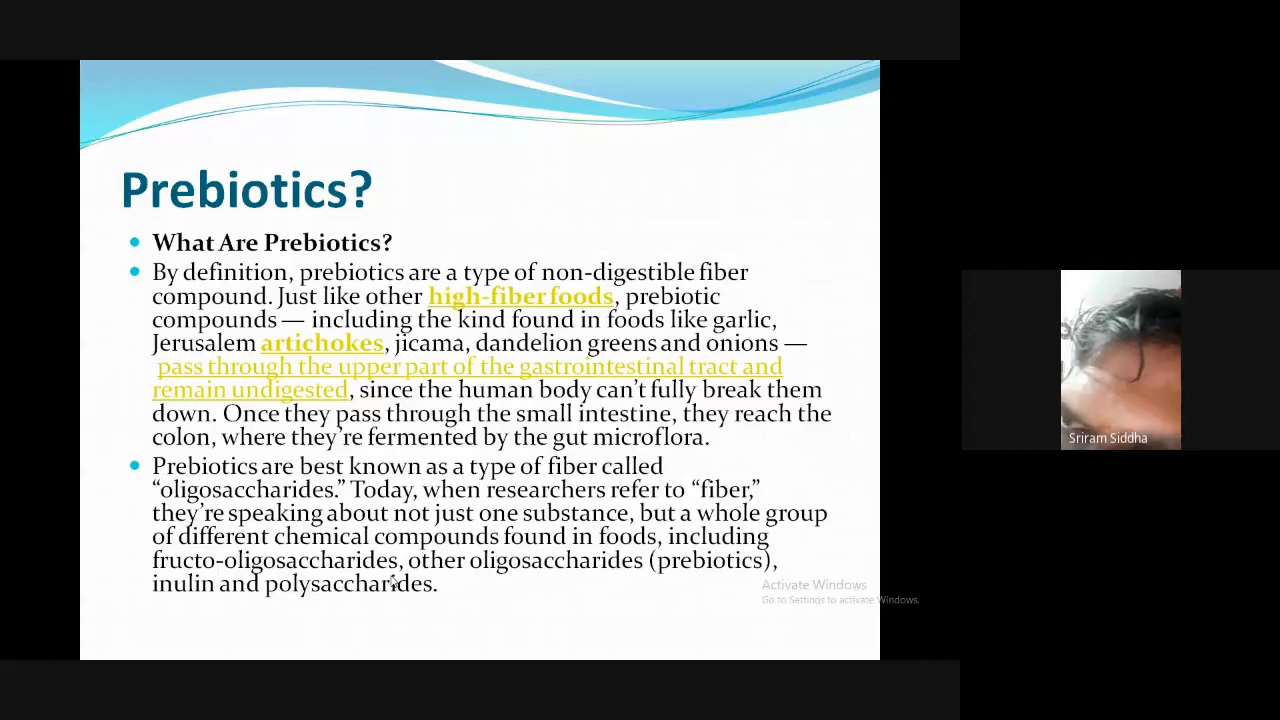 Prebiotics?
What Are Prebiotics?
By definition, prebiotics are a type of non-digestible fiber
compound. Just like other high-fiber foods, prebiotic
compounds — including the kind found in foods like garlic,
Jerusalem artichokes, jicama, dandelion greens and onions —
pass through the upper part of the gastrointestinal tract and
remain undigested, since the human body can’t fully break them
down. Once they pass through the small intestine, they reach the
colon, where they’re fermented by the gut microflora.
Prebiotics are best known as a type of fiber called
“oligosaccharides.” Today, when researchers refer to “fiber,”
they’re speaking about not just one substance, but a whole group
of different chemical compounds found in foods, including
fructo-oligosaccharides, other oligosaccharides (prebiotics),
inulin and polysaccharides.
Activate Windows
Go to Settings to activate Windows.
Sriram Siddha